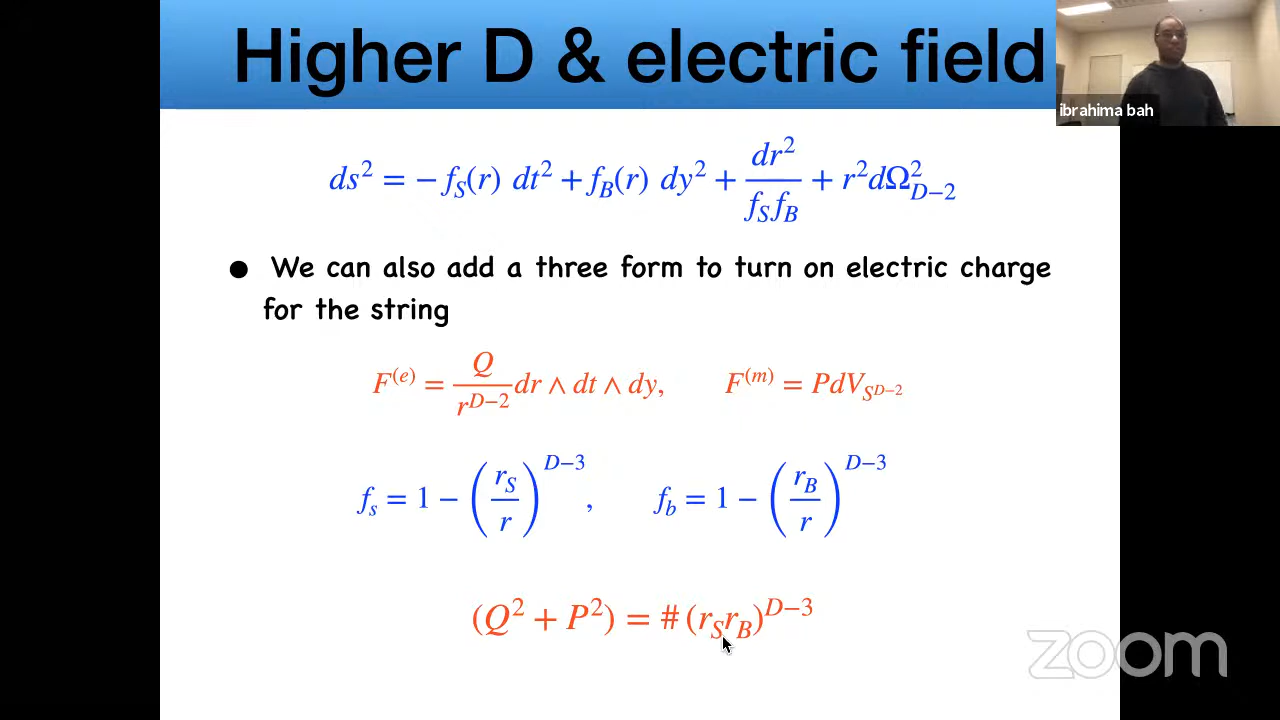 Higher D & electric field
ibrahima bah
ds² = − f_S(r) dt² + f_B(r) dy² + dr²/(f_S f_B) + r²dΩ²_{D−2}
● We can also add a three form to turn on electric charge
for the string
F^{(e)} = Q/r^{D−2} dr ∧ dt ∧ dy, F^{(m)} = PdV_{S^{D−2}}
f_s = 1 − (r_S/r)^{D−3}, f_b = 1 − (r_B/r)^{D−3}
(Q² + P²) = # (r_S r_B)^{D−3}
zoom